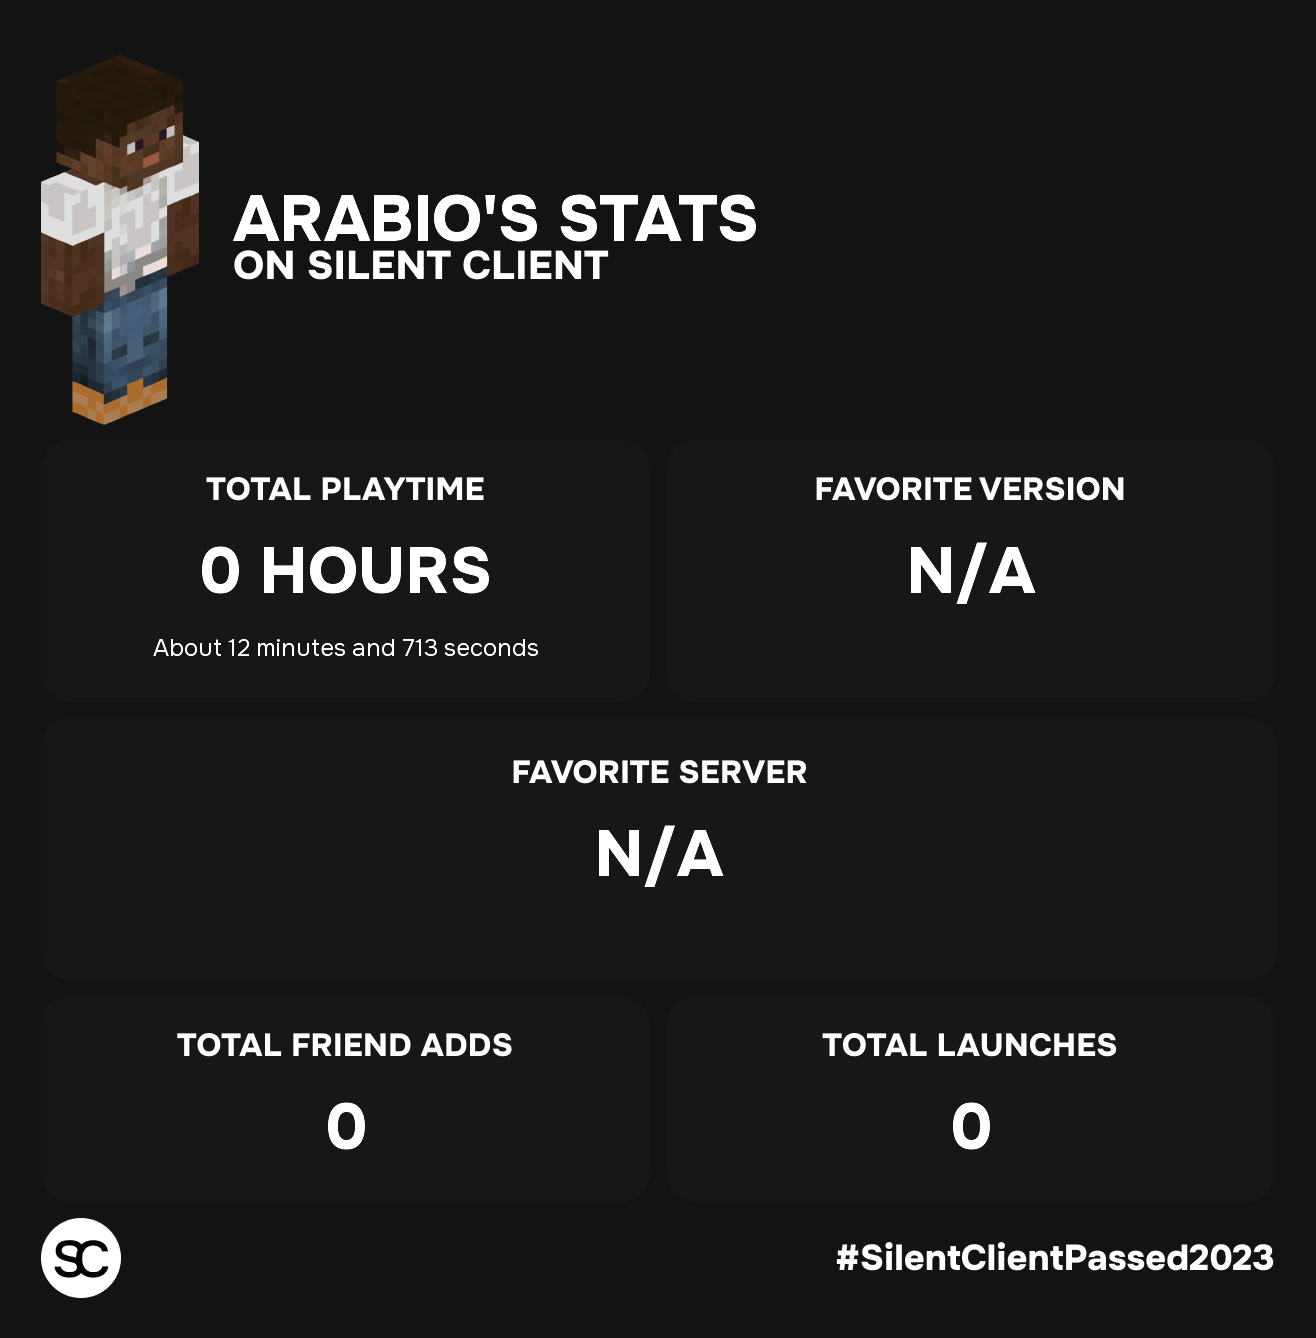 ARABIO'S STATS
ON SILENT CLIENT
TOTAL PLAYTIME
0 HOURS
About 12 minutes and 713 seconds
FAVORITE VERSION
N/A
FAVORITE SERVER
N/A
TOTAL FRIEND ADDS
0
TOTAL LAUNCHES
0
SC
#SilentClientPassed2023